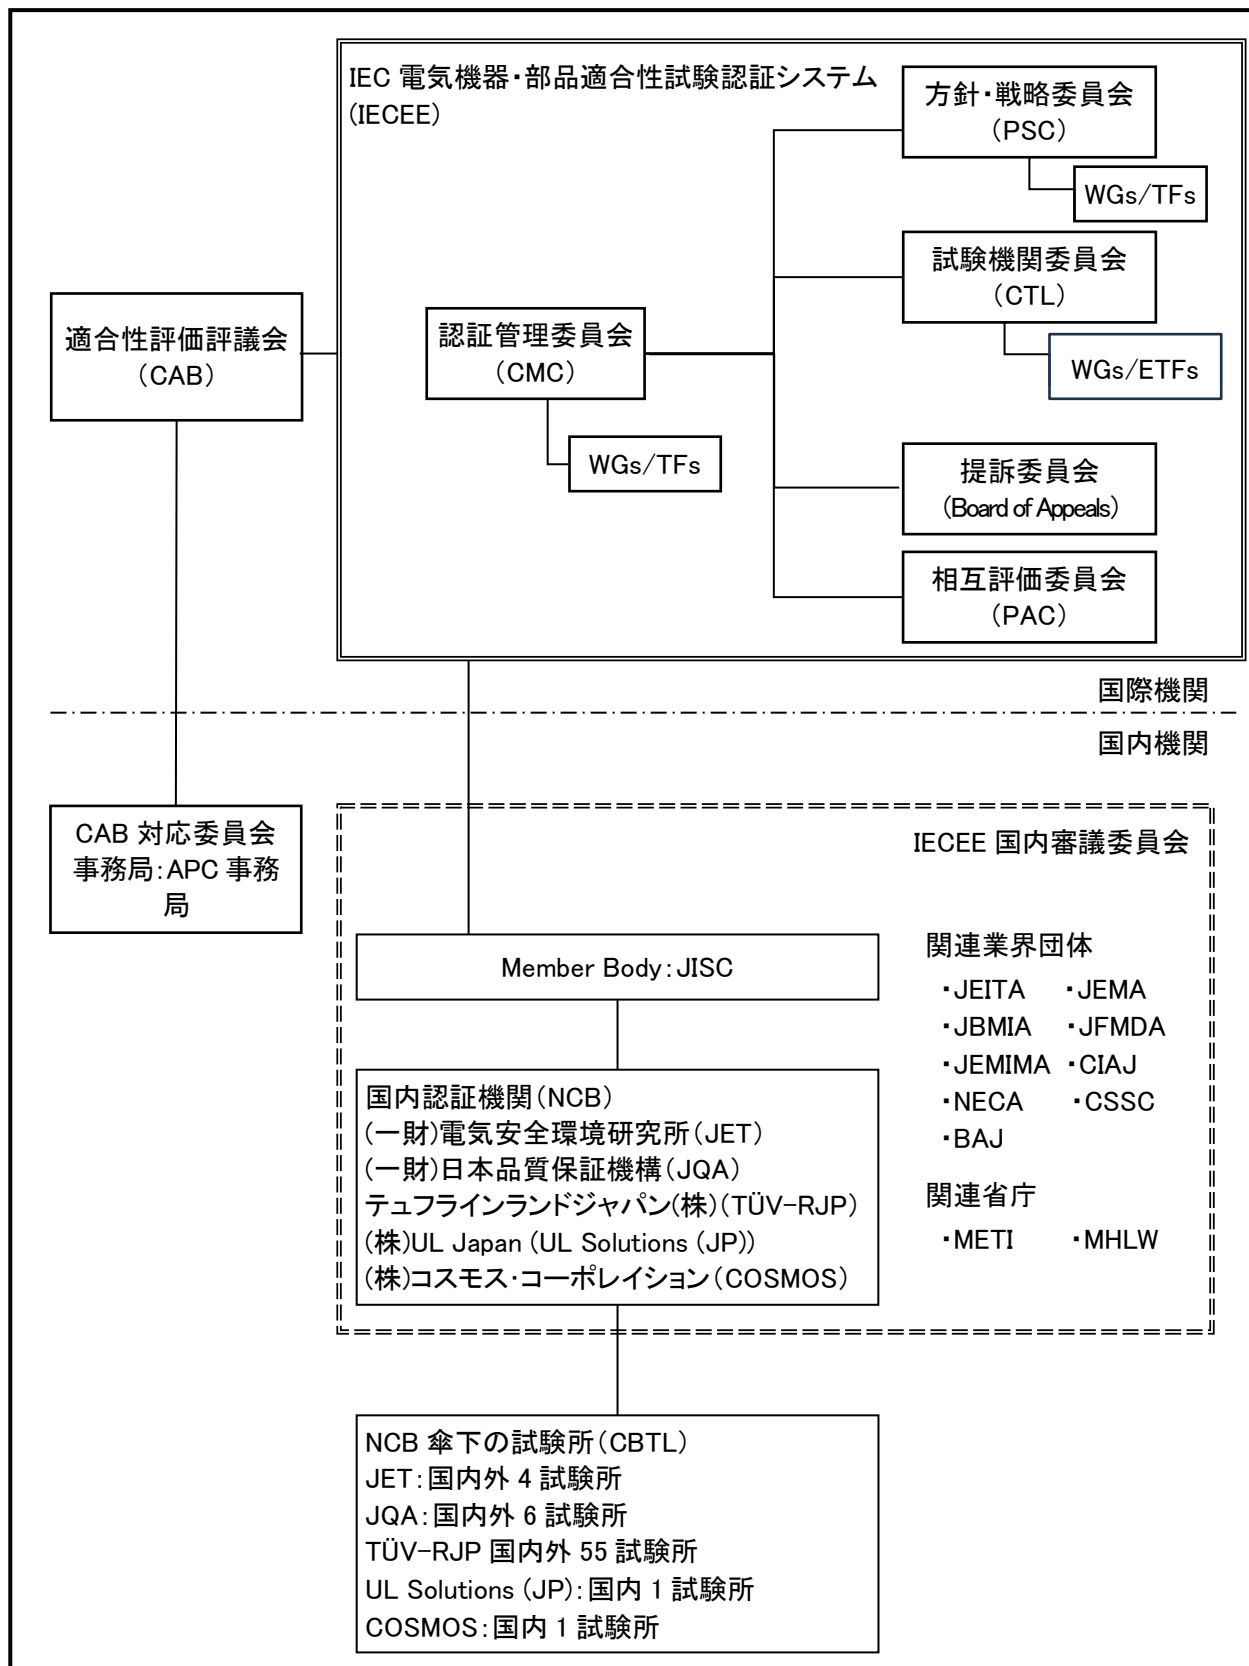 IEC 電気機器・部品適合性試験認証システム
(IECEE)
方針・戦略委員会
（PSC）
WGs/TFs
試験機関委員会
（CTL）
WGs/ETFs
適合性評価評議会
（CAB）
認証管理委員会
（CMC）
WGs/TFs
提訴委員会
（Board of Appeals）
相互評価委員会
（PAC）
国際機関
国内機関
CAB 対応委員会
事務局：APC 事務
局
IECEE 国内審議委員会
Member Body：JISC
関連業界団体
・JEITA ・JEMA
・JBMIA ・JFMDA
・JEMIMA ・CIAJ
・NECA ・CSSC
・BAJ
関連省庁
・METI ・MHLW
国内認証機関（NCB）
(一財)電気安全環境研究所（JET）
(一財)日本品質保証機構（JQA）
テュフラインランドジャパン(株)（TÜV-RJP）
(株)UL Japan (UL Solutions (JP))
(株)コスモス・コーポレイション（COSMOS）
NCB 傘下の試験所（CBTL）
JET：国内外 4 試験所
JQA：国内外 6 試験所
TÜV-RJP 国内外 55 試験所
UL Solutions (JP)：国内 1 試験所
COSMOS：国内 1 試験所